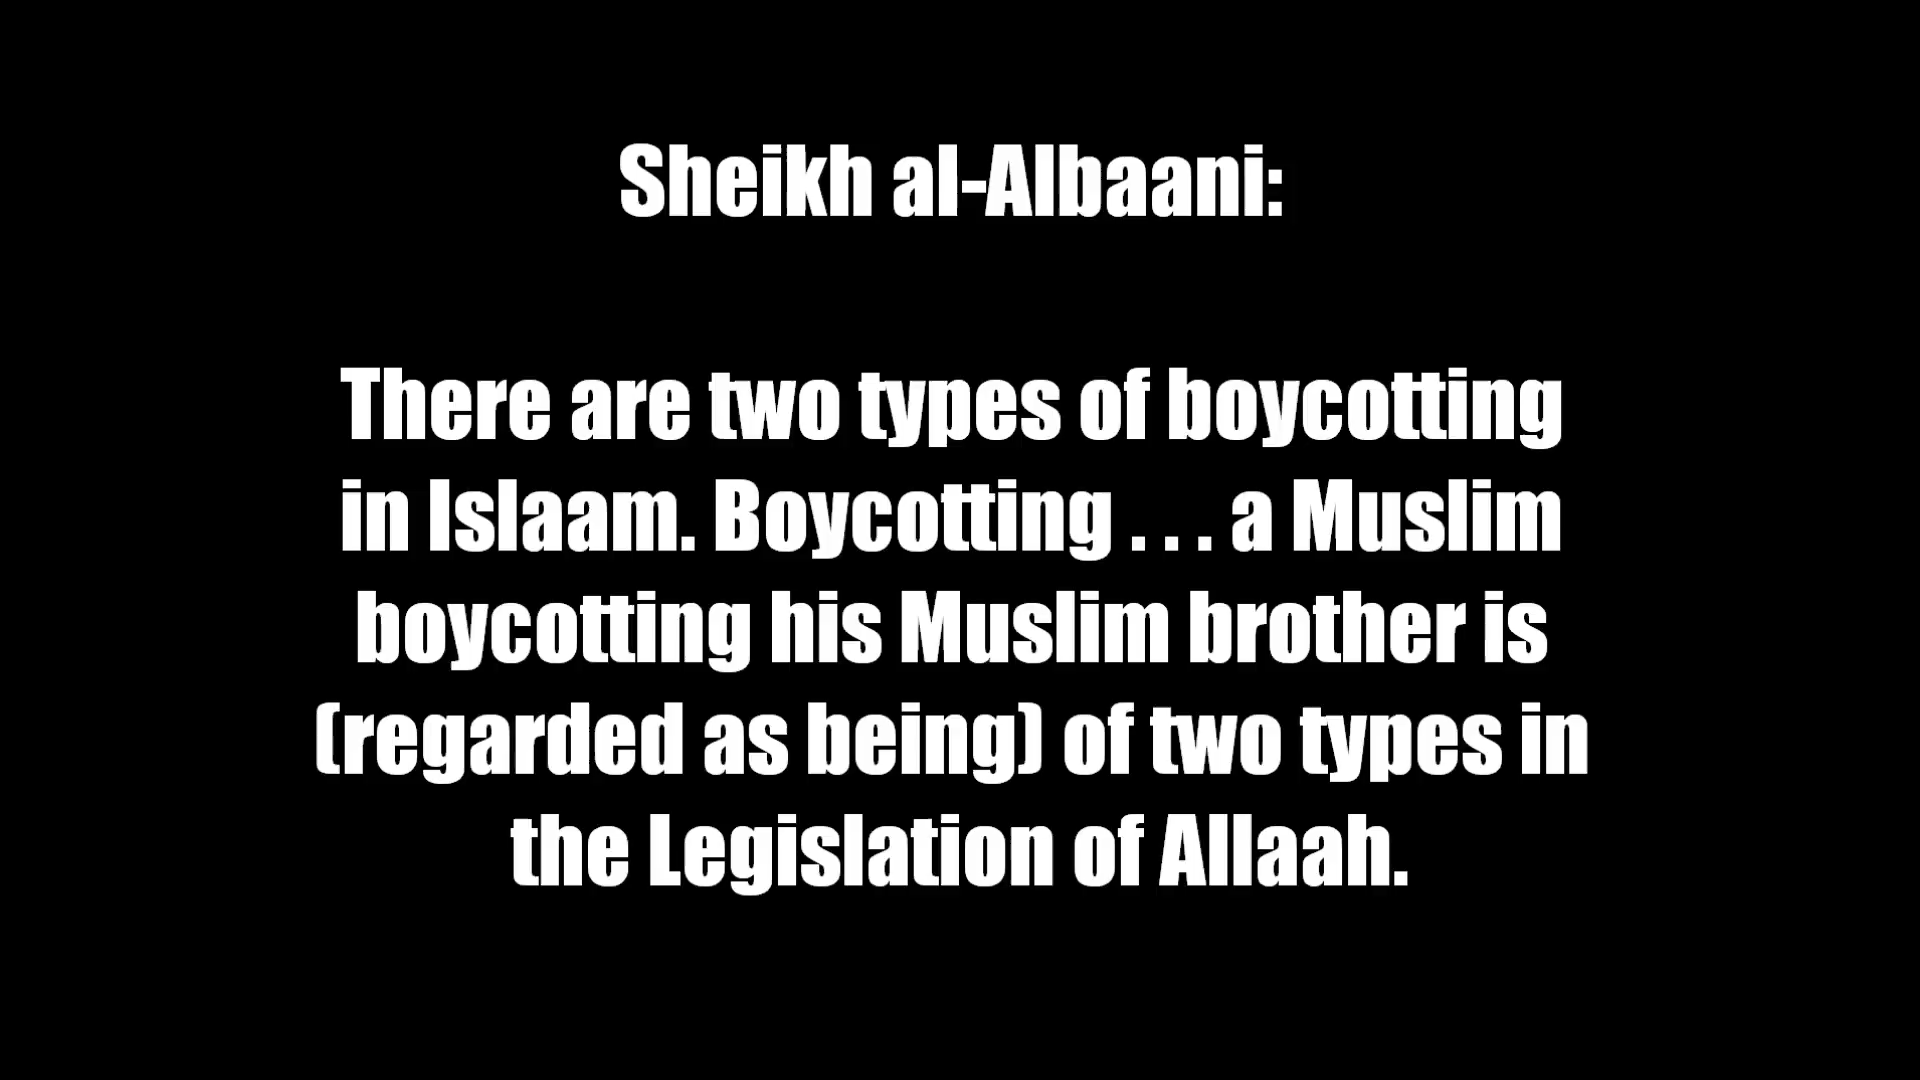 Sheikh al-Albaani:
There are two types of boycotting
in Islaam. Boycotting . . . a Muslim
boycotting his Muslim brother is
(regarded as being) of two types in
the Legislation of Allaah.